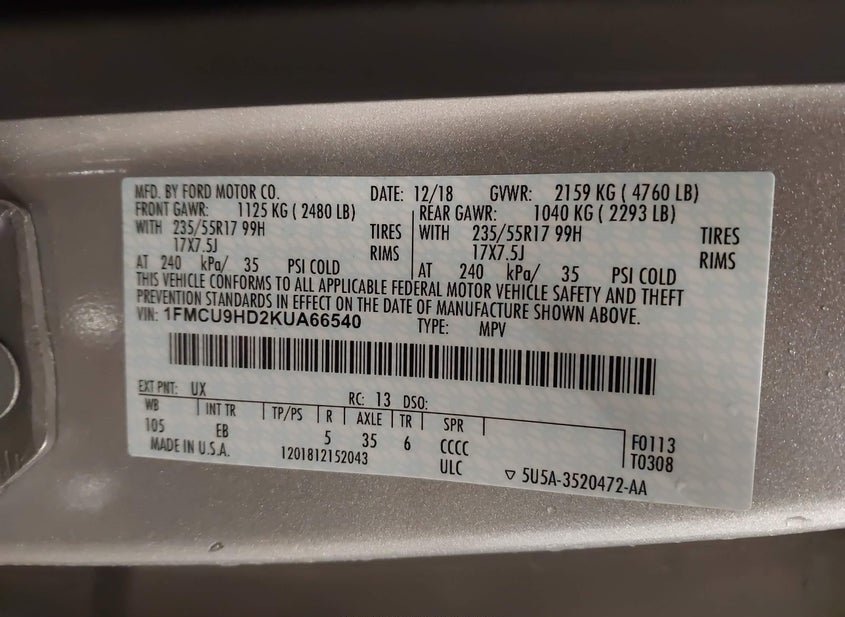 MFD. BY FORD MOTOR CO. DATE: 12/18 GVWR: 2159 KG ( 4760 LB)
FRONT GAWR: 1125 KG ( 2480 LB) REAR GAWR: 1040 KG ( 2293 LB)
WITH 235/55R17 99H TIRES WITH 235/55R17 99H TIRES
17X7.5J RIMS 17X7.5J RIMS
AT 240 kPa/ 35 PSI COLD AT 240 kPa/ 35 PSI COLD
THIS VEHICLE CONFORMS TO ALL APPLICABLE FEDERAL MOTOR VEHICLE SAFETY AND THEFT
PREVENTION STANDARDS IN EFFECT ON THE DATE OF MANUFACTURE SHOWN ABOVE.
VIN: 1FMCU9HD2KUA66540 TYPE: MPV
EXT PNT: UX RC: 13 DSO:
WB INT TR TP/PS R AXLE TR SPR
105 EB 5 35 6 CCCC F0113
MADE IN U.S.A. 1201812152043 ULC T0308
▽ 5U5A-3520472-AA